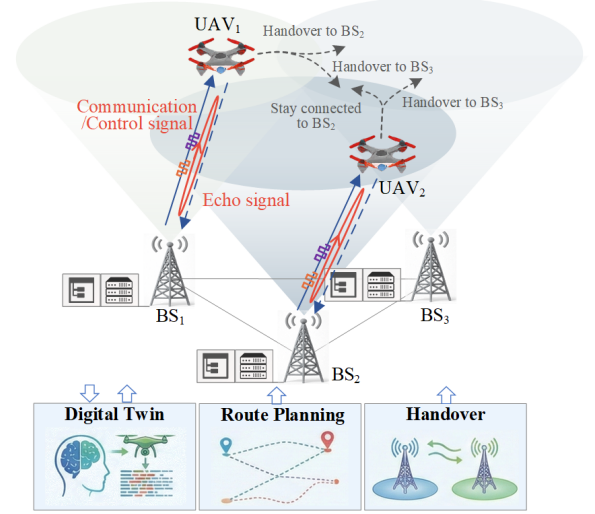 UAV₁
Handover to BS₂
Handover to BS₃
Handover to BS₃
Communication
/Control signal
Stay connected
to BS₂
UAV₂
Echo signal
BS₁
BS₃
BS₂
Digital Twin
Route Planning
Handover